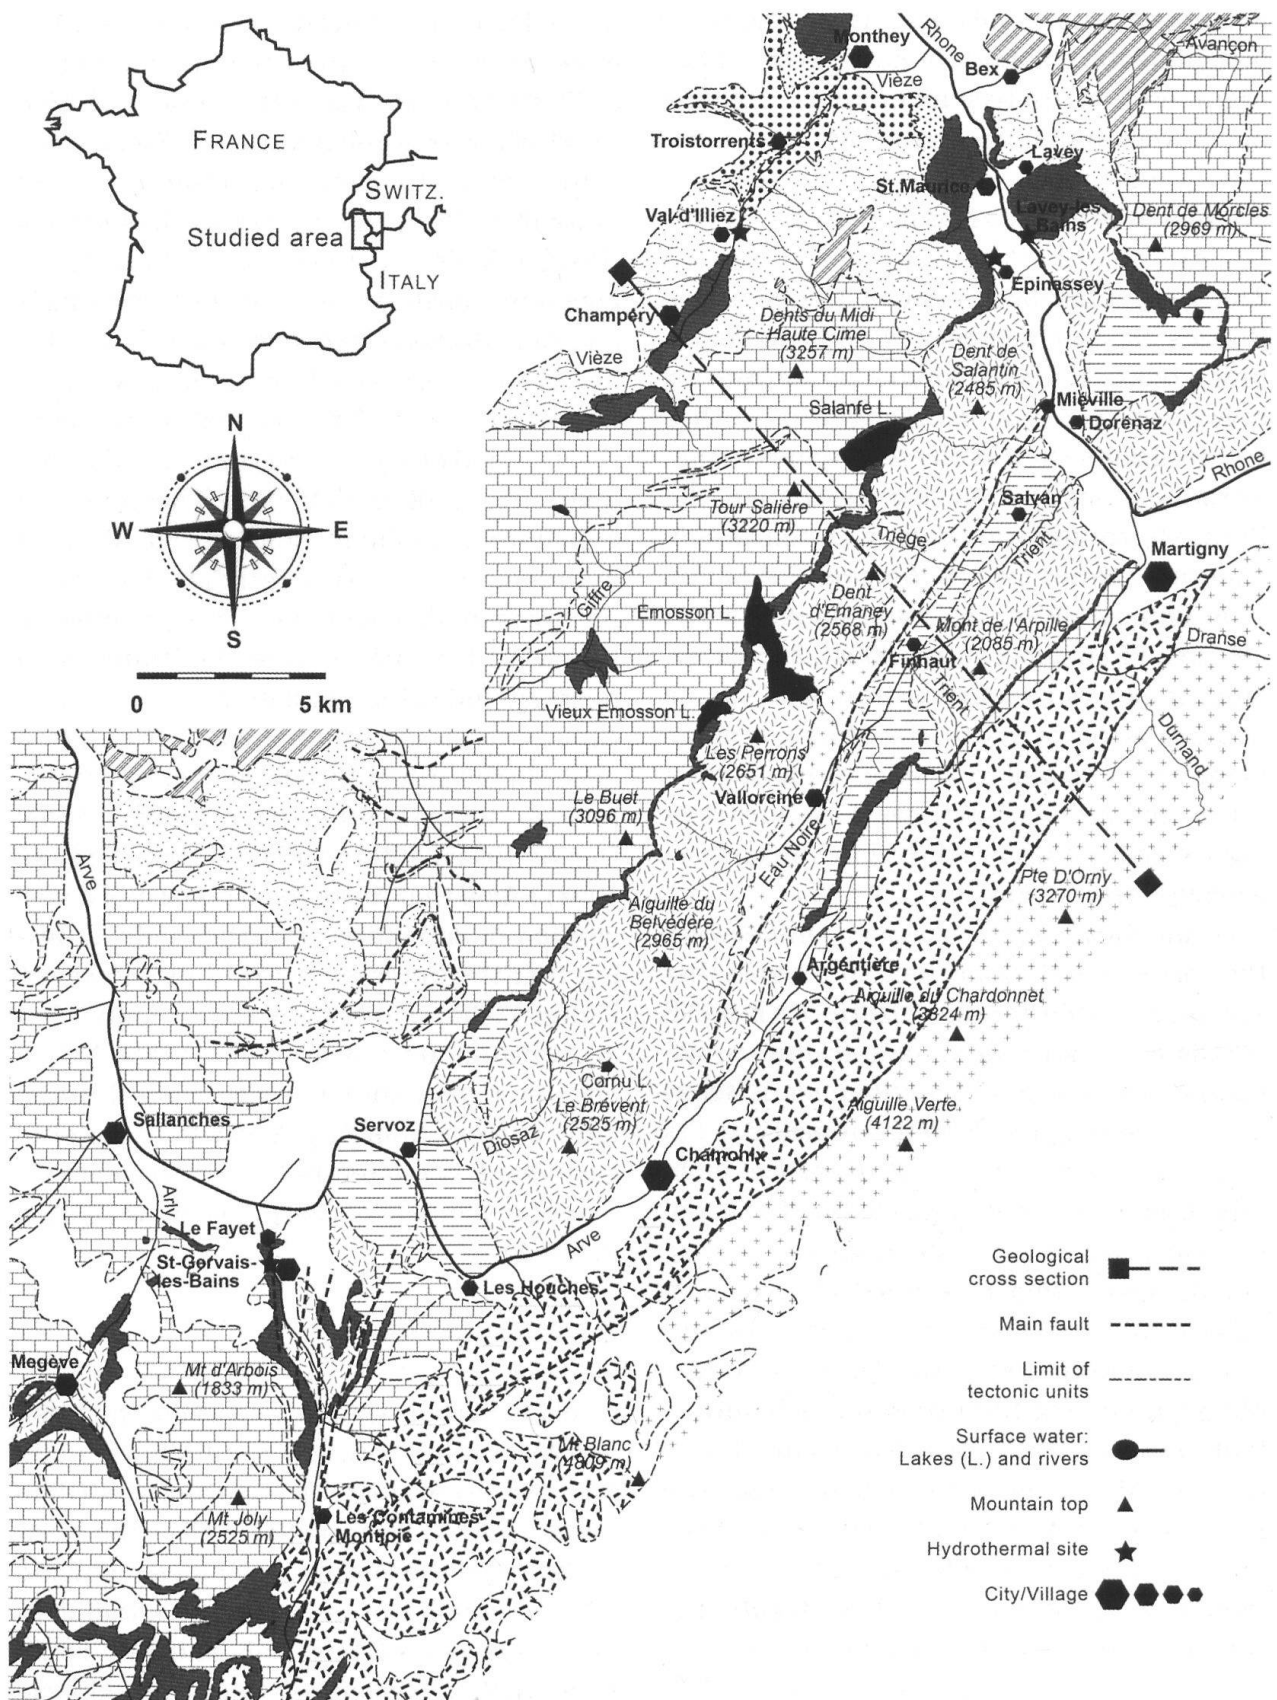 FRANCE
SWITZ.
Studied area
ITALY
N
W
E
S
0
5 km
Monthey
Rhone
Avançon
Bex
Vièze
Troistorrents
Lavey
St.Maurice
Val-d'Illiez
Lavey-les
Bains
Dent de Morcles
(2969 m)
Epinassey
Champéry
Dents du Midi
Haute Cime
(3257 m)
Vièze
Dent de
Salantin
(2485 m)
Salanfe L.
Miéville
Dorénaz
Rhone
Tour Salière
(3220 m)
Salvan
Triège
Trient
Martigny
Giffre
Emosson L.
Dent
d'Emaney
(2568 m)
Mont de l'Arpille
(2085 m)
Dranse
Finhaut
Trient
Vieux Emosson L.
Durnand
Les Perrons
(2651 m)
Le Buet
(3096 m)
Vallorcine
Eau Noire
Arve
Pte D'Orny
(3270 m)
Aiguille du
Belvédère
(2965 m)
Argentière
Aiguille du Chardonnet
(3824 m)
Cornu L.
Le Brévent
(2525 m)
Aiguille Verte
(4122 m)
Sallanches
Servoz
Diosaz
Chamonix
Arly
Le Fayet
St-Gervais-
les-Bains
Arve
Les Houches
Megève
Mt d'Arbois
(1833 m)
Mt Blanc
(4809 m)
Mt Joly
(2525 m)
Les Contamines
Montjoie
Geological
cross section
Main fault
Limit of
tectonic units
Surface water:
Lakes (L.) and rivers
Mountain top
Hydrothermal site
City/Village